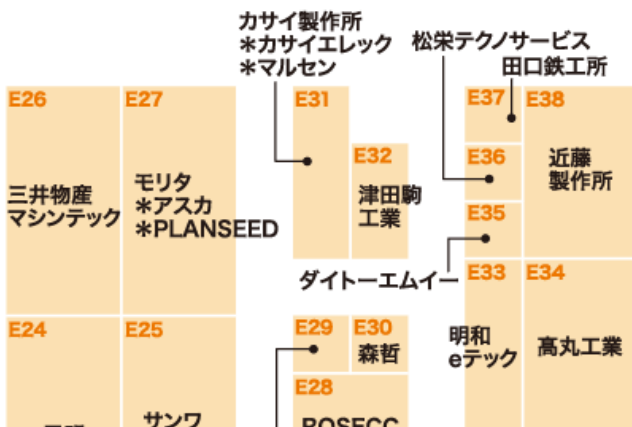 カサイ製作所
＊カサイエレック
＊マルセン
松栄テクノサービス
田口鉄工所
E26
E27
E31
E37
E38
E32
E36
近藤
製作所
三井物産
マシンテック
モリタ
＊アスカ
＊PLANSEED
津田駒
工業
E35
ダイトーエムイー
E33
E34
E24
E25
E29
E30
森哲
明和
eテック
髙丸工業
E28
サンワ
ROSECC